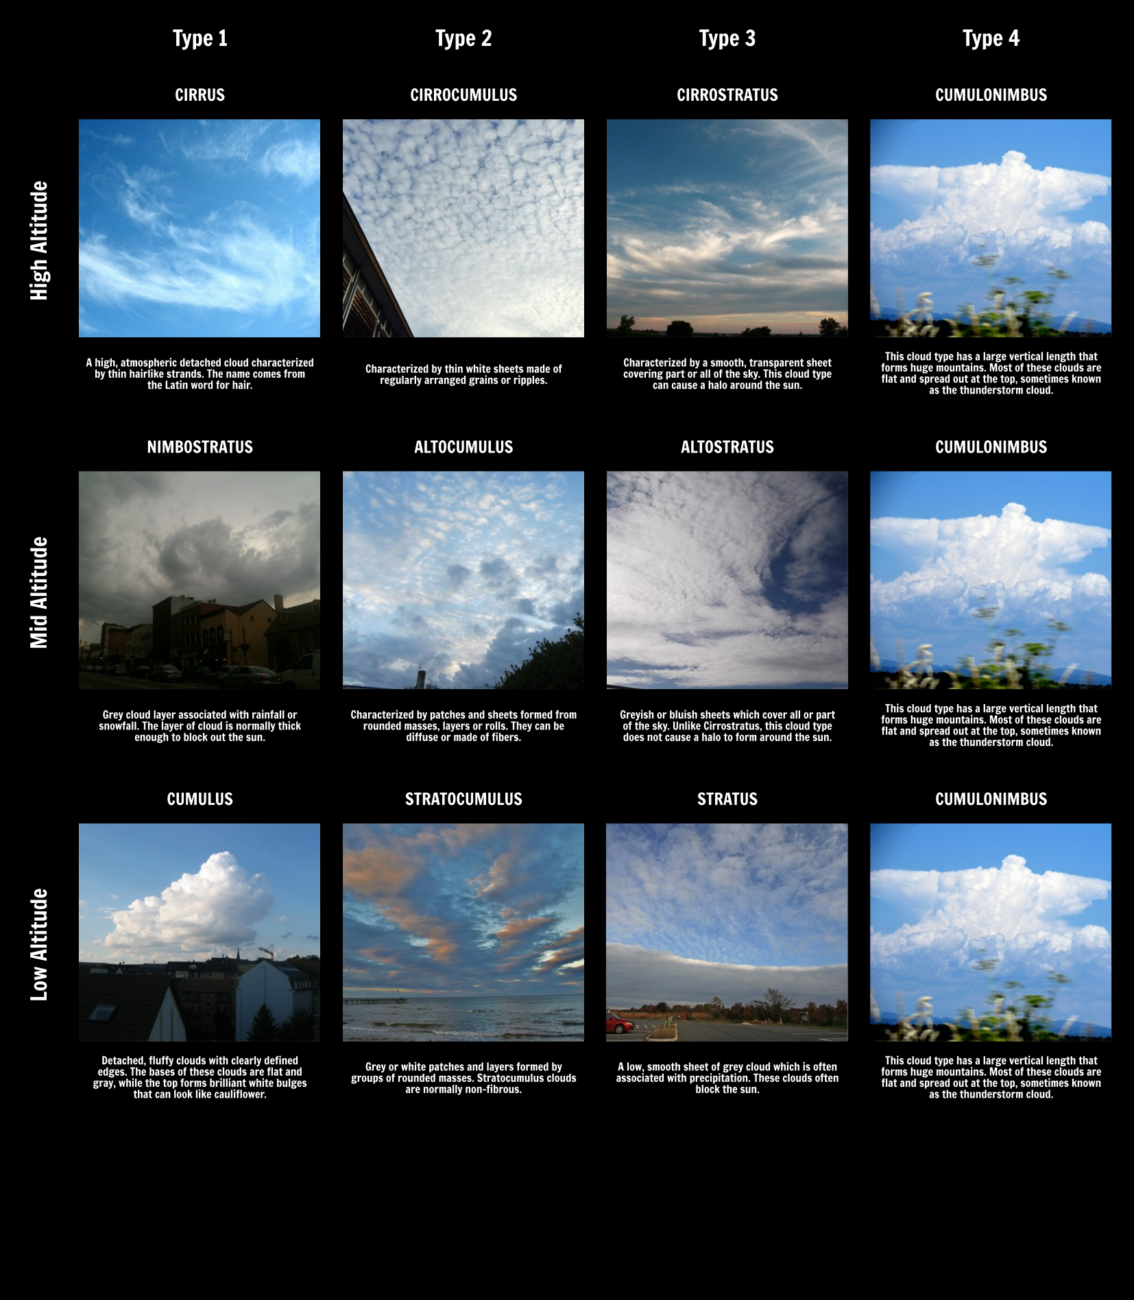 Type 1
Type 2
Type 3
Type 4
High Altitude
CIRRUS
CIRROCUMULUS
CIRROSTRATUS
CUMULONIMBUS
A high, atmospheric detached cloud characterized
by thin hairlike strands. The name comes from
the Latin word for hair.
Characterized by thin white sheets made of
regularly arranged grains or ripples.
Characterized by a smooth, transparent sheet
covering part or all of the sky. This cloud type
can cause a halo around the sun.
This cloud type has a large vertical length that
forms huge mountains. Most of these clouds are
flat and spread out at the top, sometimes known
as the thunderstorm cloud.
Mid Altitude
NIMBOSTRATUS
ALTOCUMULUS
ALTOSTRATUS
CUMULONIMBUS
Grey cloud layer associated with rainfall or
snowfall. The layer of cloud is normally thick
enough to block out the sun.
Characterized by patches and sheets formed from
rounded masses, layers or rolls. They can be
diffuse or made of fibers.
Greyish or bluish sheets which cover all or part
of the sky. Unlike Cirrostratus, this cloud type
does not cause a halo to form around the sun.
This cloud type has a large vertical length that
forms huge mountains. Most of these clouds are
flat and spread out at the top, sometimes known
as the thunderstorm cloud.
Low Altitude
CUMULUS
STRATOCUMULUS
STRATUS
CUMULONIMBUS
Detached, fluffy clouds with clearly defined
edges. The bases of these clouds are flat and
gray, while the top forms brilliant white bulges
that can look like cauliflower.
Grey or white patches and layers formed by
groups of rounded masses. Stratocumulus clouds
are normally non-fibrous.
A low, smooth sheet of grey cloud which is often
associated with precipitation. These clouds often
block the sun.
This cloud type has a large vertical length that
forms huge mountains. Most of these clouds are
flat and spread out at the top, sometimes known
as the thunderstorm cloud.